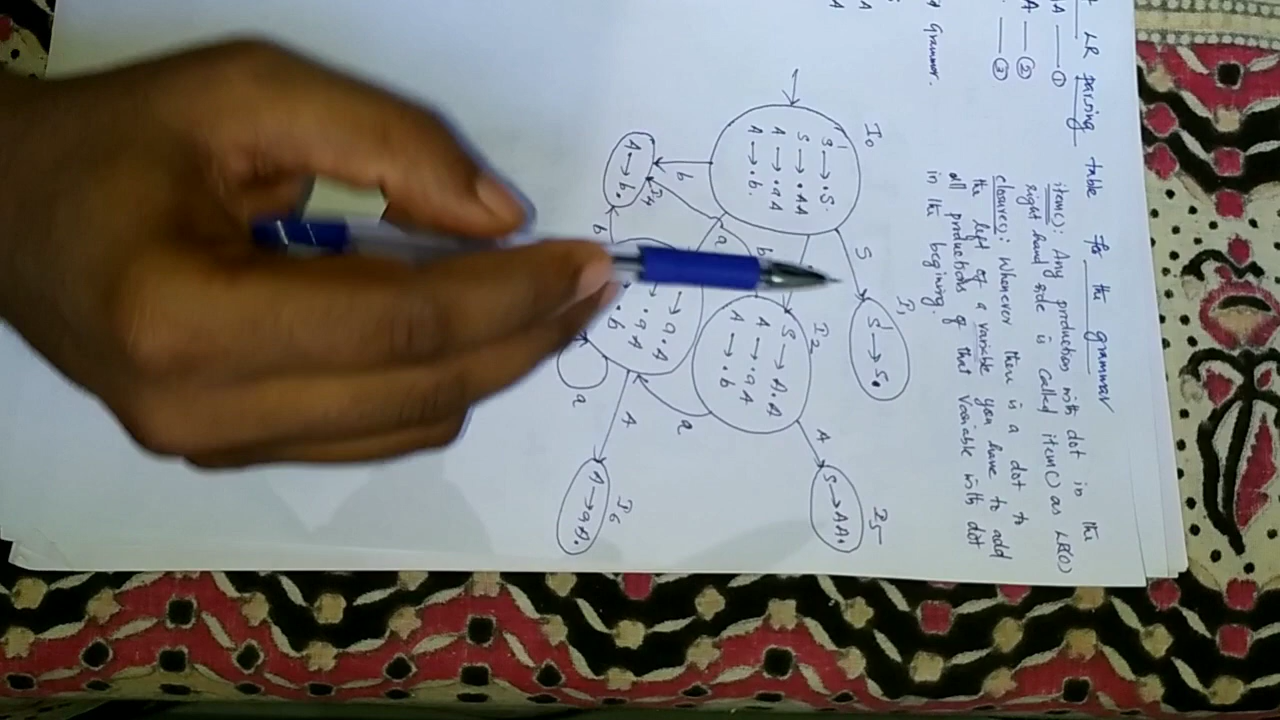 LR parsing table for the grammar
A — ①
A — ②
— ③
Grammar.
item(): Any production with dot in the
right hand side is called item() as LR(0)
closure(): Whenever there is a dot to
the left of a variable you have to add
all productions of that variable with dot
in the begining.
I0
S' → .S.
S → .AA
A → .aA
A → .b.
S
I1
S' → S.
I2
S → A.A
A → .aA
A → .b
A
I5
S → AA.
b
a
b
a
→ a.A
→ .aA
.b
b
I4
A → b.
a
A
I6
A → aA.